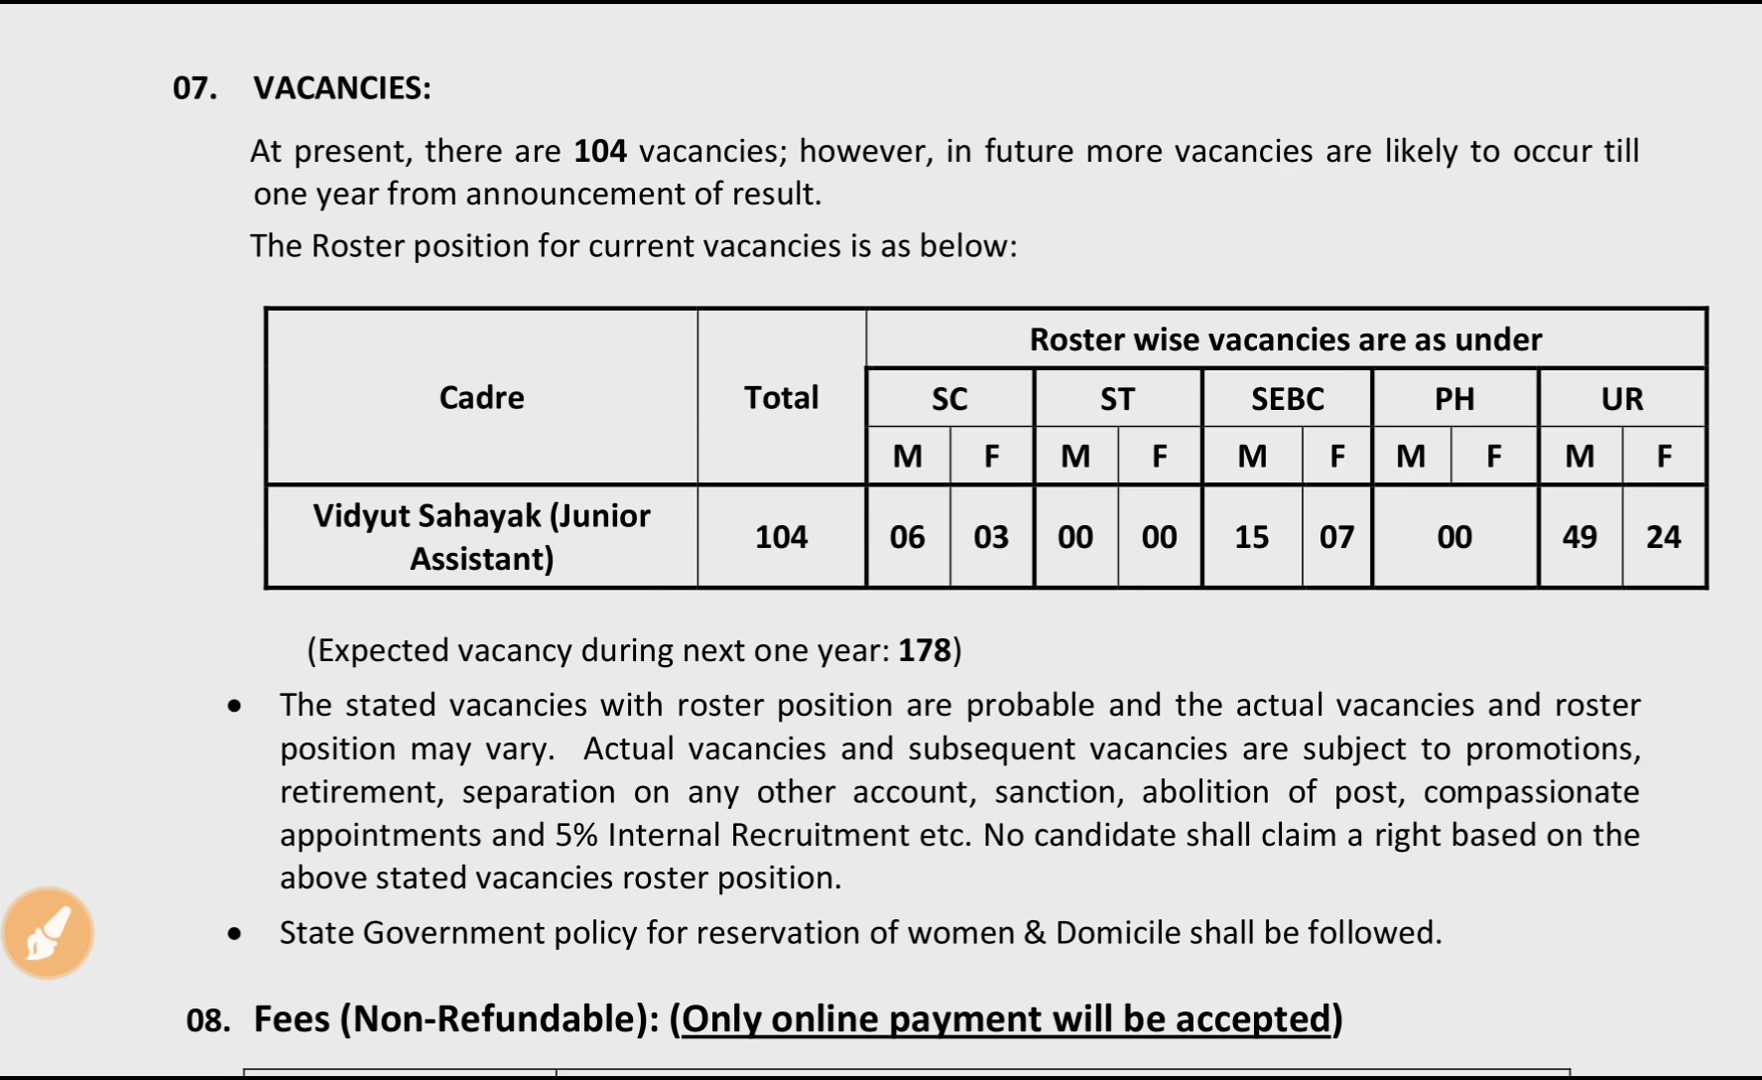 07. VACANCIES:
At present, there are 104 vacancies; however, in future more vacancies are likely to occur till
one year from announcement of result.
The Roster position for current vacancies is as below:
Roster wise vacancies are as under
Cadre Total SC ST SEBC PH UR
M F M F M F M F M F
Vidyut Sahayak (Junior
Assistant)
104 06 03 00 00 15 07 00 49 24
(Expected vacancy during next one year: 178)
• The stated vacancies with roster position are probable and the actual vacancies and roster
position may vary. Actual vacancies and subsequent vacancies are subject to promotions,
retirement, separation on any other account, sanction, abolition of post, compassionate
appointments and 5% Internal Recruitment etc. No candidate shall claim a right based on the
above stated vacancies roster position.
• State Government policy for reservation of women & Domicile shall be followed.
08. Fees (Non-Refundable): (Only online payment will be accepted)